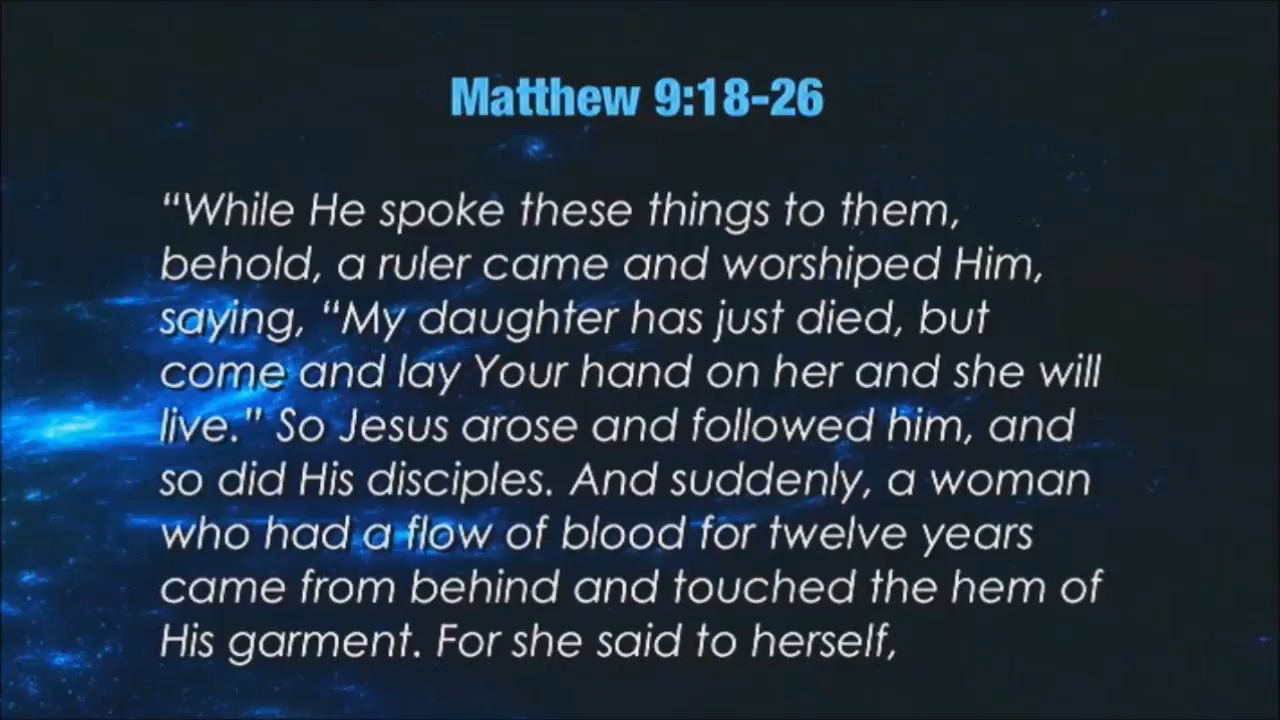 Matthew 9:18-26
“While He spoke these things to them,
behold, a ruler came and worshiped Him,
saying, “My daughter has just died, but
come and lay Your hand on her and she will
live.” So Jesus arose and followed him, and
so did His disciples. And suddenly, a woman
who had a flow of blood for twelve years
came from behind and touched the hem of
His garment. For she said to herself,